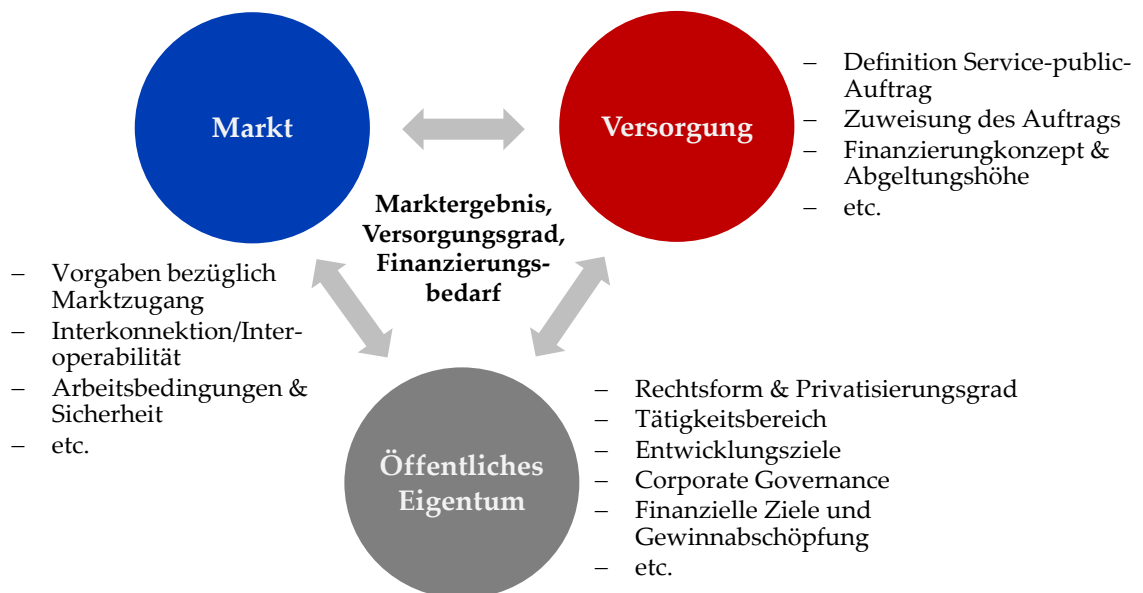 Markt
Versorgung
– Definition Service-public-
Auftrag
– Zuweisung des Auftrags
– Finanzierungkonzept &
Abgeltungshöhe
– etc.
Marktergebnis,
Versorgungsgrad,
Finanzierungs-
bedarf
– Vorgaben bezüglich
Marktzugang
– Interkonnektion/Inter-
operabilität
– Arbeitsbedingungen &
Sicherheit
– etc.
Öffentliches
Eigentum
– Rechtsform & Privatisierungsgrad
– Tätigkeitsbereich
– Entwicklungsziele
– Corporate Governance
– Finanzielle Ziele und
Gewinnabschöpfung
– etc.